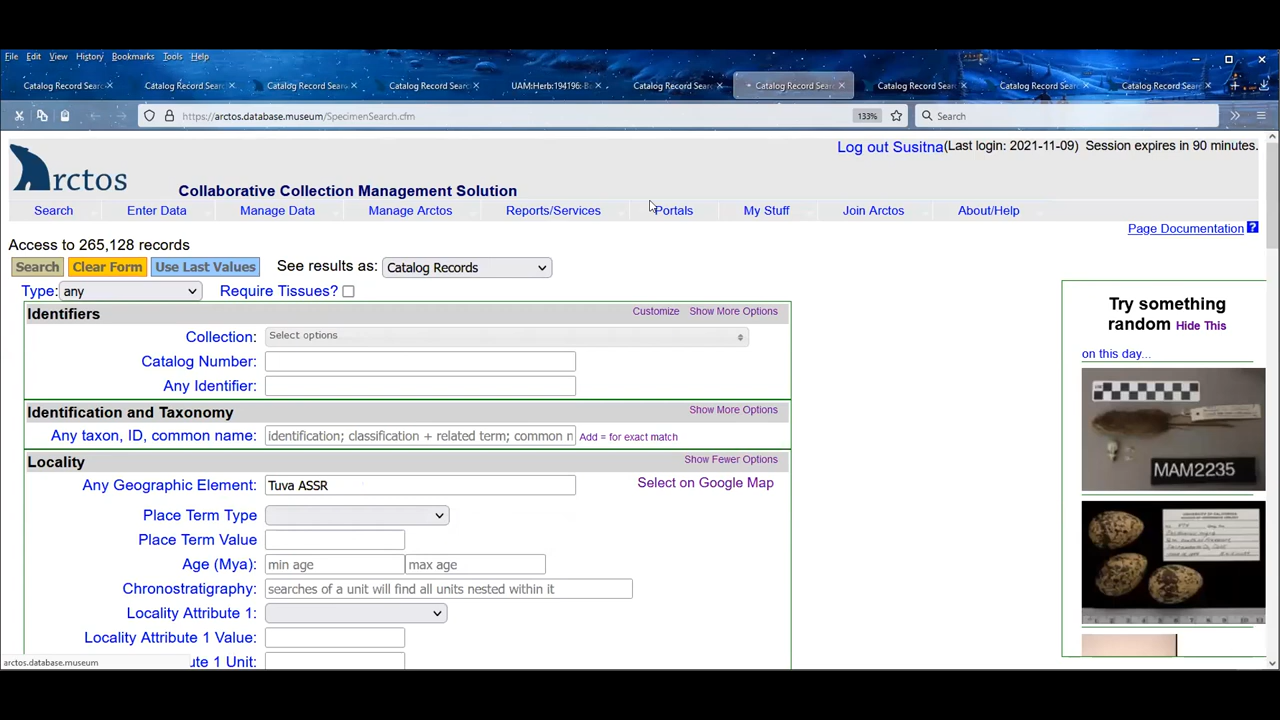 File Edit View History Bookmarks Tools Help
Catalog Record Sear Catalog Record Sear Catalog Record Sear Catalog Record Sear UAM:Herb:194196: B Catalog Record Sear Catalog Record Sear Catalog Record Sear Catalog Record Sear Catalog Record Sear
https://arctos.database.museum/SpecimenSearch.cfm 133% Search
Log out Susitna(Last login: 2021-11-09) Session expires in 90 minutes.
Arctos
Collaborative Collection Management Solution
Search Enter Data Manage Data Manage Arctos Reports/Services Portals My Stuff Join Arctos About/Help
Page Documentation ?
Access to 265,128 records
Search Clear Form Use Last Values See results as: Catalog Records
Type: any Require Tissues?
Identifiers Customize Show More Options
Collection: Select options
Catalog Number:
Any Identifier:
Identification and Taxonomy Show More Options
Any taxon, ID, common name: identification; classification + related term; common n Add = for exact match
Locality Show Fewer Options
Any Geographic Element: Tuva ASSR Select on Google Map
Place Term Type
Place Term Value
Age (Mya): min age max age
Chronostratigraphy: searches of a unit will find all units nested within it
Locality Attribute 1:
Locality Attribute 1 Value:
ute 1 Unit:
Try something
random Hide This
on this day...
MAM2235
arctos.database.museum